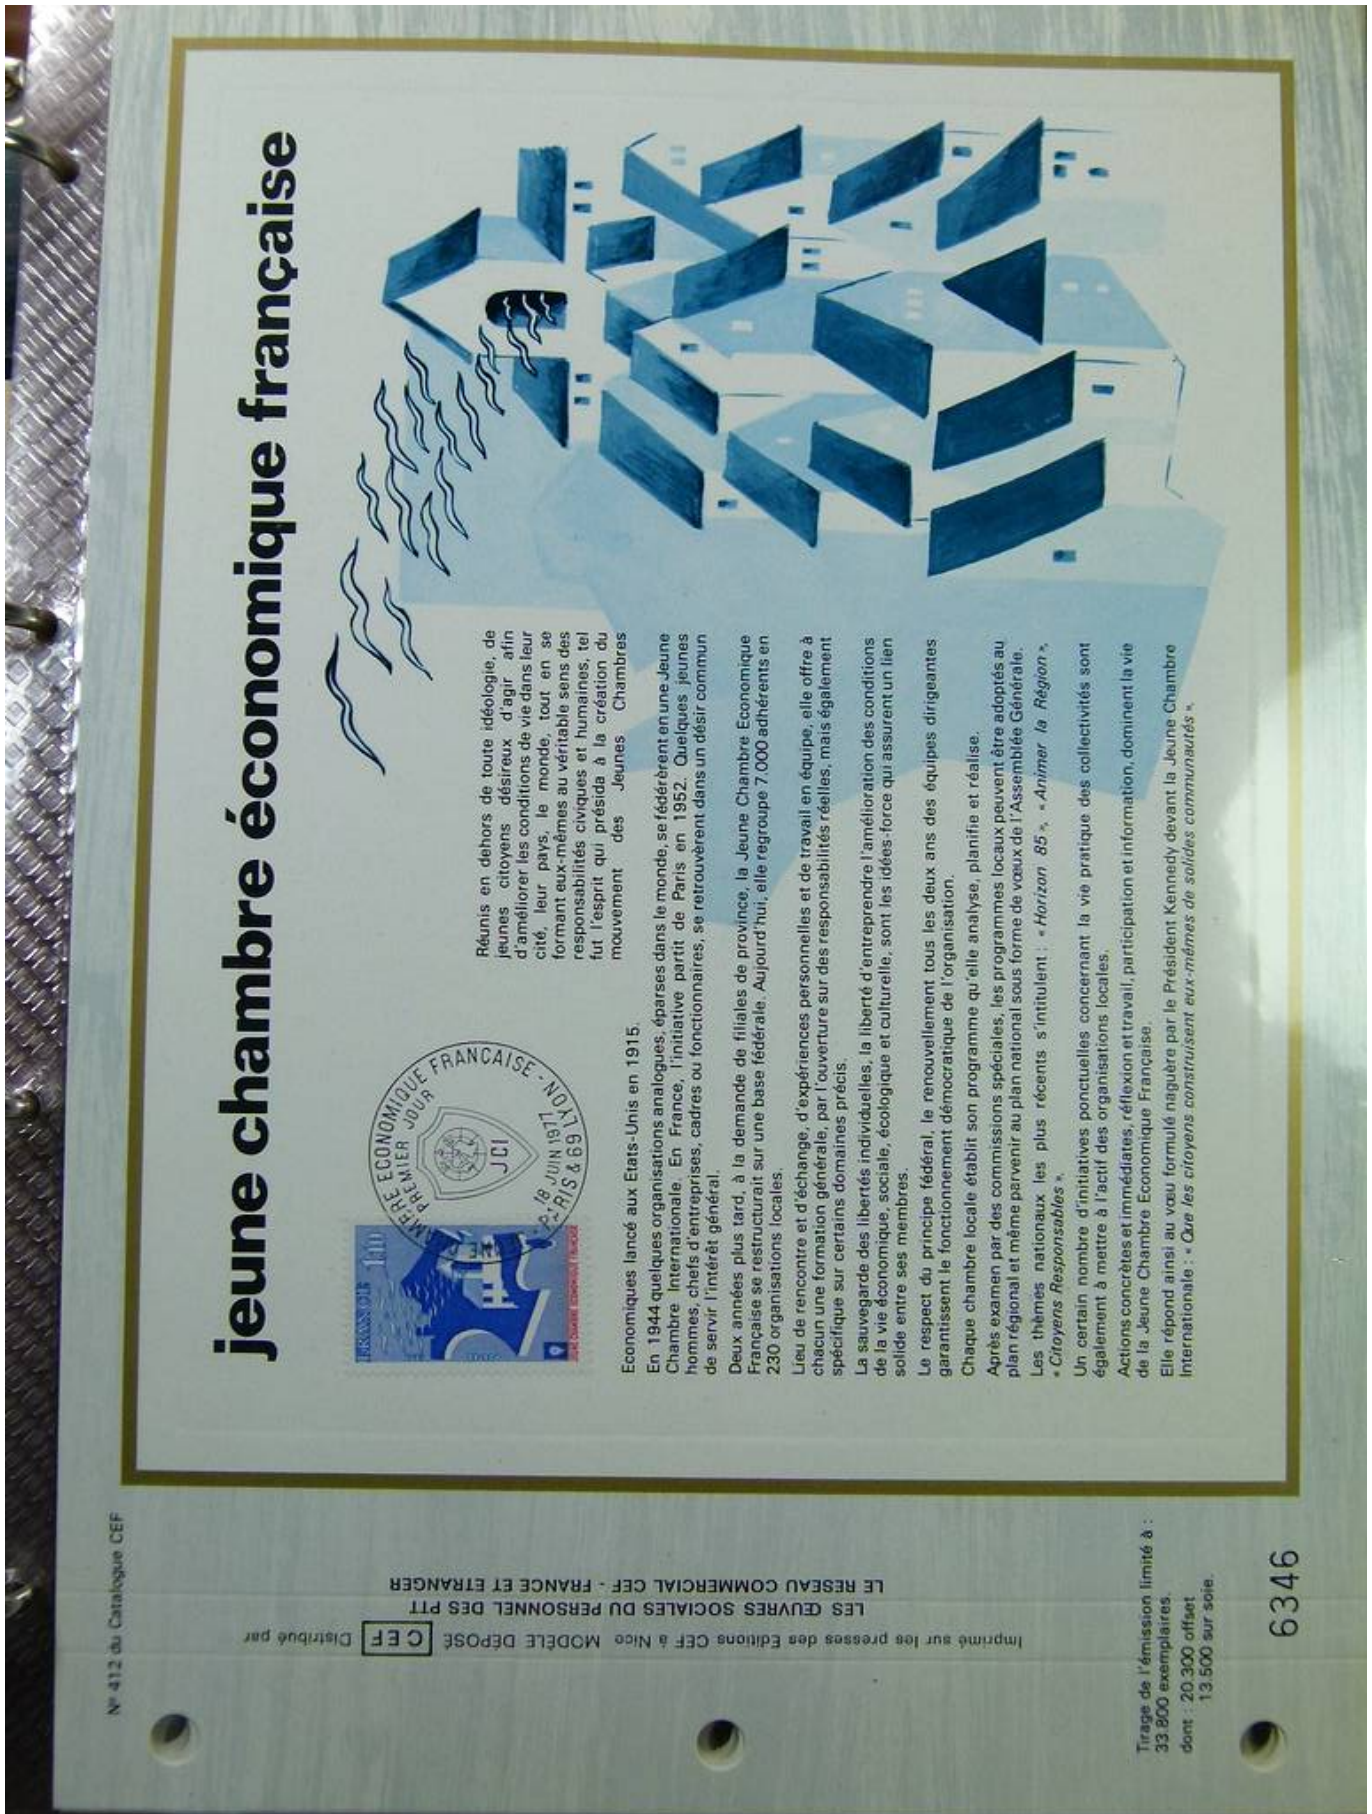 jeune chambre économique française
FRANCE 1.10
JEUNE CHAMBRE ECONOMIQUE FRANÇAISE
ECONOMIQUE FRANÇAISE - LYON
PREMIER JOUR
JCI
18 JUIN 1977
PARIS & 69
Réunis en dehors de toute idéologie, de
jeunes citoyens désireux d'agir afin
d'améliorer les conditions de vie dans leur
cité, leur pays, le monde, tout en se
formant eux-mêmes au véritable sens des
responsabilités civiques et humaines, tel
fut l'esprit qui présida à la création du
mouvement des Jeunes Chambres
Economiques lancé aux Etats-Unis en 1915.
En 1944 quelques organisations analogues, éparses dans le monde, se fédérèrent en une Jeune
Chambre Internationale. En France, l'initiative partit de Paris en 1952. Quelques jeunes
hommes, chefs d'entreprises, cadres ou fonctionnaires, se retrouvèrent dans un désir commun
de servir l'intérêt général.
Deux années plus tard, à la demande de filiales de province, la Jeune Chambre Economique
Française se restructurait sur une base fédérale. Aujourd'hui, elle regroupe 7.000 adhérents en
230 organisations locales.
Lieu de rencontre et d'échange, d'expériences personnelles et de travail en équipe, elle offre à
chacun une formation générale, par l'ouverture sur des responsabilités réelles, mais également
spécifique sur certains domaines précis.
La sauvegarde des libertés individuelles, la liberté d'entreprendre l'amélioration des conditions
de la vie économique, sociale, écologique et culturelle, sont les idées-force qui assurent un lien
solide entre ses membres.
Le respect du principe fédéral, le renouvellement tous les deux ans des équipes dirigeantes
garantissent le fonctionnement démocratique de l'organisation.
Chaque chambre locale établit son programme qu'elle analyse, planifie et réalise.
Après examen par des commissions spéciales, les programmes locaux peuvent être adoptés au
plan régional et même parvenir au plan national sous forme de vœux de l'Assemblée Générale.
Les thèmes nationaux les plus récents s'intitulent : « Horizon 85 », « Animer la Région »,
« Citoyens Responsables ».
Un certain nombre d'initiatives ponctuelles concernant la vie pratique des collectivités sont
également à mettre à l'actif des organisations locales.
Actions concrètes et immédiates, réflexion et travail, participation et information, dominent la vie
de la Jeune Chambre Economique Française.
Elle répond ainsi au vœu formulé naguère par le Président Kennedy devant la Jeune Chambre
Internationale : « Que les citoyens construisent eux-mêmes de solides communautés ».
N° 412 du Catalogue CEF
Imprimé sur les presses des Editions CEF à Nice MODÈLE DÉPOSÉ CEF Distribué par
LES ŒUVRES SOCIALES DU PERSONNEL DES PTT
LE RESEAU COMMERCIAL CEF - FRANCE ET ETRANGER
Tirage de l'émission limité à :
33.800 exemplaires.
dont : 20.300 offset
13.500 sur soie.
6346